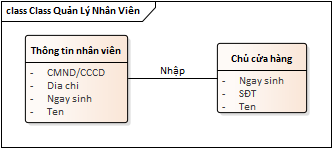 class Class Quản Lý Nhân Viên
Thông tin nhân viên
- CMND/CCCD
- Dia chi
- Ngay sinh
- Ten
Nhập
Chủ cửa hàng
- Ngay sinh
- SĐT
- Ten